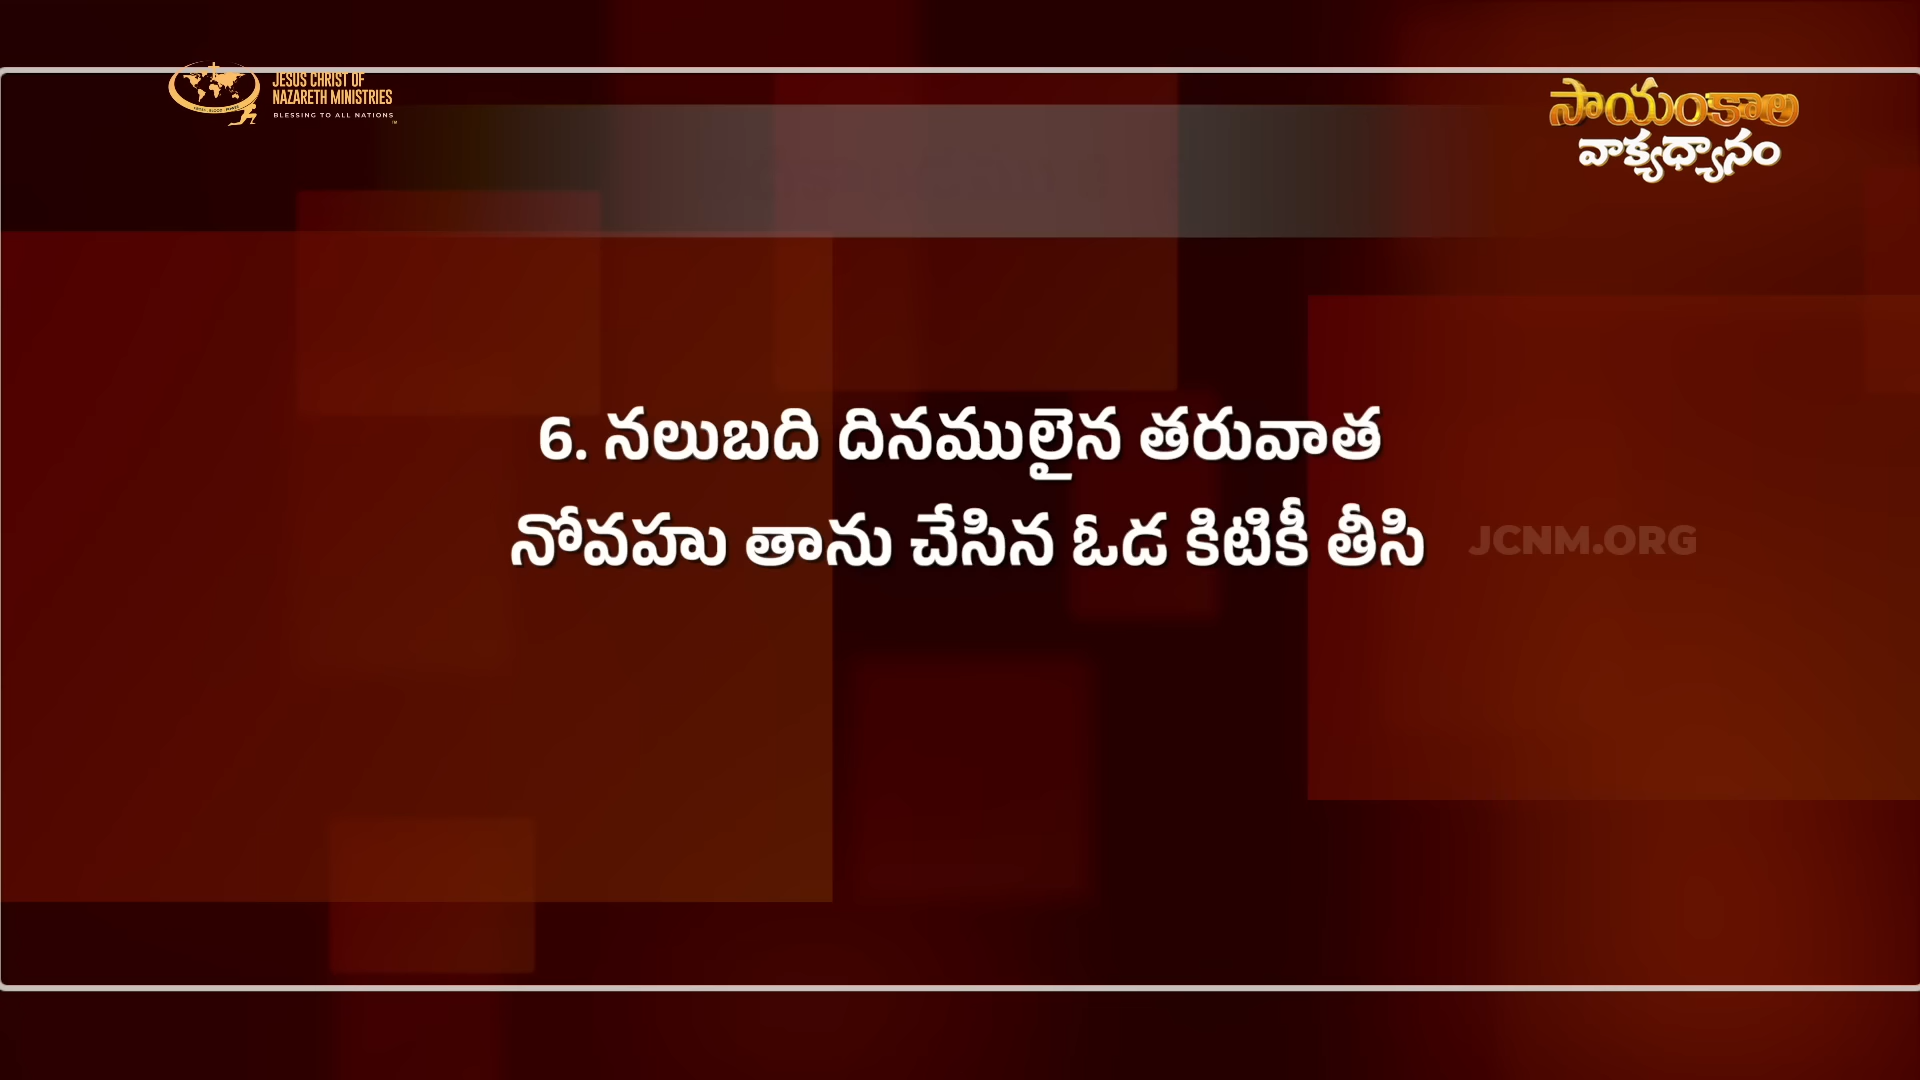 JESUS CHRIST OF
NAZARETH MINISTRIES
BLESSING TO ALL NATIONS
సాయంకాల
వాక్యధ్యానం
6. నలుబది దినములైన తరువాత
నోవహు తాను చేసిన ఓడ కిటికీ తీసి
JCNM.ORG